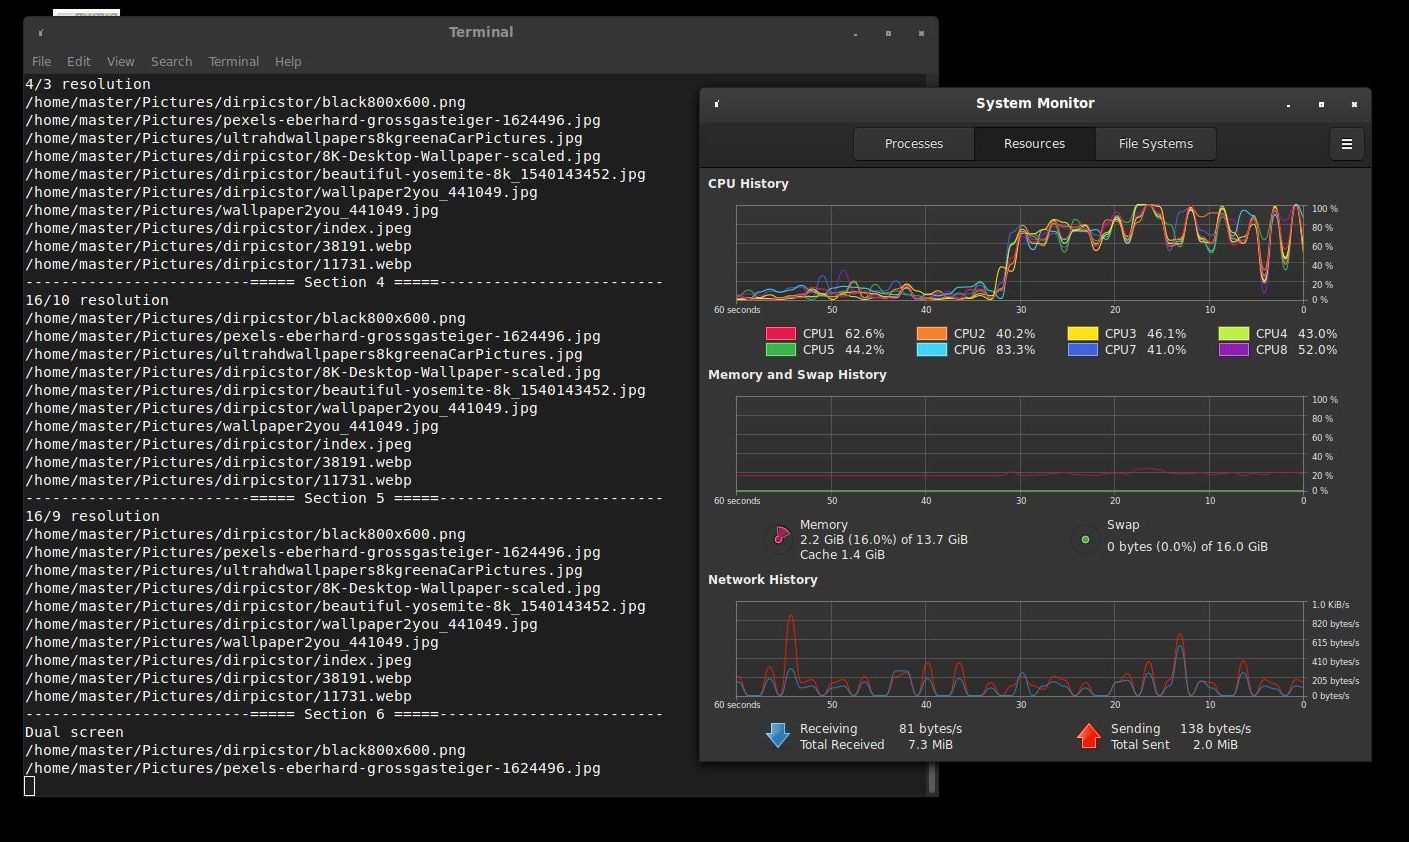 Terminal
File Edit View Search Terminal Help
4/3 resolution
/home/master/Pictures/dirpicstor/black800x600.png
/home/master/Pictures/dirpicstor/pexels-eberhard-grossgasteiger-1624496.jpg
/home/master/Pictures/dirpicstor/ultrahdwallpapers8kgreenaCarPictures.jpg
/home/master/Pictures/dirpicstor/8K-Desktop-Wallpaper-scaled.jpg
/home/master/Pictures/dirpicstor/beautiful-yosemite-8k_1540143452.jpg
/home/master/Pictures/dirpicstor/wallpaper2you_441049.jpg
/home/master/Pictures/wallpaper2you_441049.jpg
/home/master/Pictures/dirpicstor/index.jpeg
/home/master/Pictures/dirpicstor/38191.webp
/home/master/Pictures/dirpicstor/11731.webp
-------------------------===== Section 4 =====-------------------------
16/10 resolution
/home/master/Pictures/dirpicstor/black800x600.png
/home/master/Pictures/dirpicstor/pexels-eberhard-grossgasteiger-1624496.jpg
/home/master/Pictures/dirpicstor/ultrahdwallpapers8kgreenaCarPictures.jpg
/home/master/Pictures/dirpicstor/8K-Desktop-Wallpaper-scaled.jpg
/home/master/Pictures/dirpicstor/beautiful-yosemite-8k_1540143452.jpg
/home/master/Pictures/dirpicstor/wallpaper2you_441049.jpg
/home/master/Pictures/wallpaper2you_441049.jpg
/home/master/Pictures/dirpicstor/index.jpeg
/home/master/Pictures/dirpicstor/38191.webp
/home/master/Pictures/dirpicstor/11731.webp
-------------------------===== Section 5 =====-------------------------
16/9 resolution
/home/master/Pictures/dirpicstor/black800x600.png
/home/master/Pictures/dirpicstor/pexels-eberhard-grossgasteiger-1624496.jpg
/home/master/Pictures/dirpicstor/ultrahdwallpapers8kgreenaCarPictures.jpg
/home/master/Pictures/dirpicstor/8K-Desktop-Wallpaper-scaled.jpg
/home/master/Pictures/dirpicstor/beautiful-yosemite-8k_1540143452.jpg
/home/master/Pictures/dirpicstor/wallpaper2you_441049.jpg
/home/master/Pictures/wallpaper2you_441049.jpg
/home/master/Pictures/dirpicstor/index.jpeg
/home/master/Pictures/dirpicstor/38191.webp
/home/master/Pictures/dirpicstor/11731.webp
-------------------------===== Section 6 =====-------------------------
Dual screen
/home/master/Pictures/dirpicstor/black800x600.png
/home/master/Pictures/dirpicstor/pexels-eberhard-grossgasteiger-1624496.jpg
System Monitor
Processes Resources File Systems
CPU History
100 %
80 %
60 %
40 %
20 %
0 %
60 seconds 50 40 30 20 10 0
CPU1 62.6% CPU2 40.2% CPU3 46.1% CPU4 43.0%
CPU5 44.2% CPU6 83.3% CPU7 41.0% CPU8 52.0%
Memory and Swap History
100 %
80 %
60 %
40 %
20 %
0 %
60 seconds 50 40 30 20 10 0
Memory
2.2 GiB (16.0%) of 13.7 GiB
Cache 1.4 GiB
Swap
0 bytes (0.0%) of 16.0 GiB
Network History
1.0 KiB/s
820 bytes/s
615 bytes/s
410 bytes/s
205 bytes/s
0 bytes/s
60 seconds 50 40 30 20 10 0
Receiving 81 bytes/s
Total Received 7.3 MiB
Sending 138 bytes/s
Total Sent 2.0 MiB